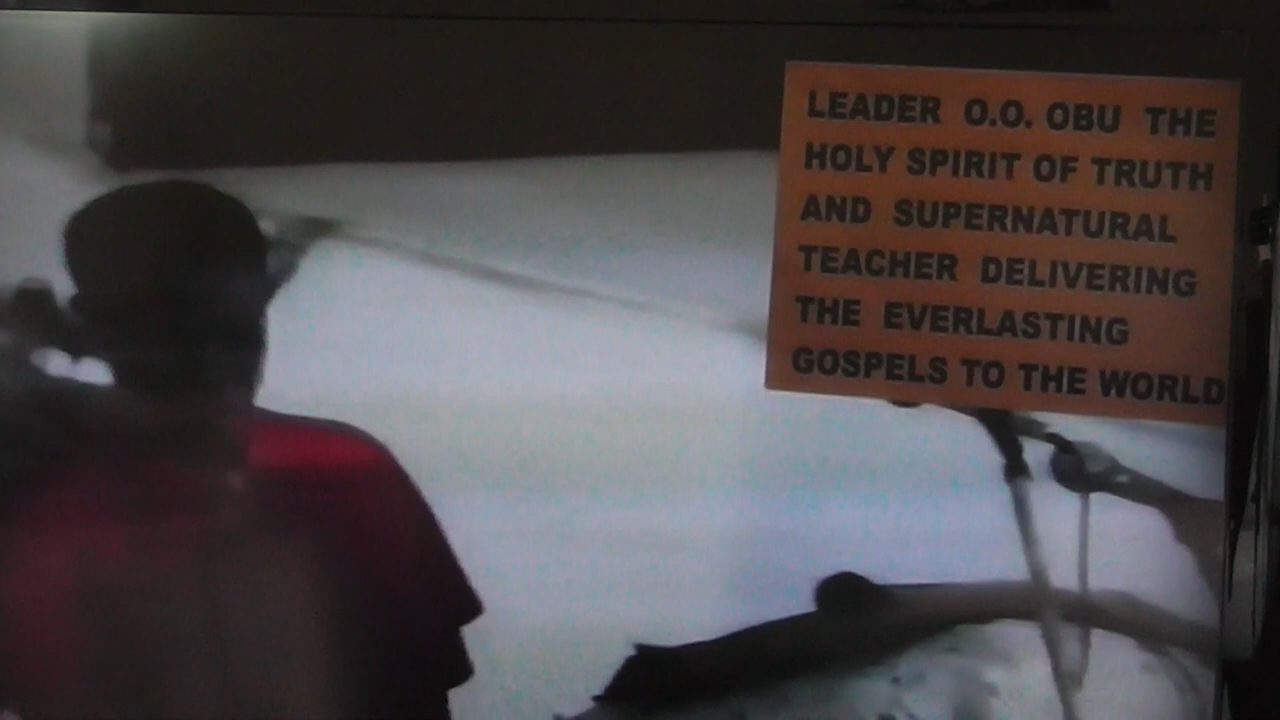 LEADER O.O. OBU THE
HOLY SPIRIT OF TRUTH
AND SUPERNATURAL
TEACHER DELIVERING
THE EVERLASTING
GOSPELS TO THE WORLD